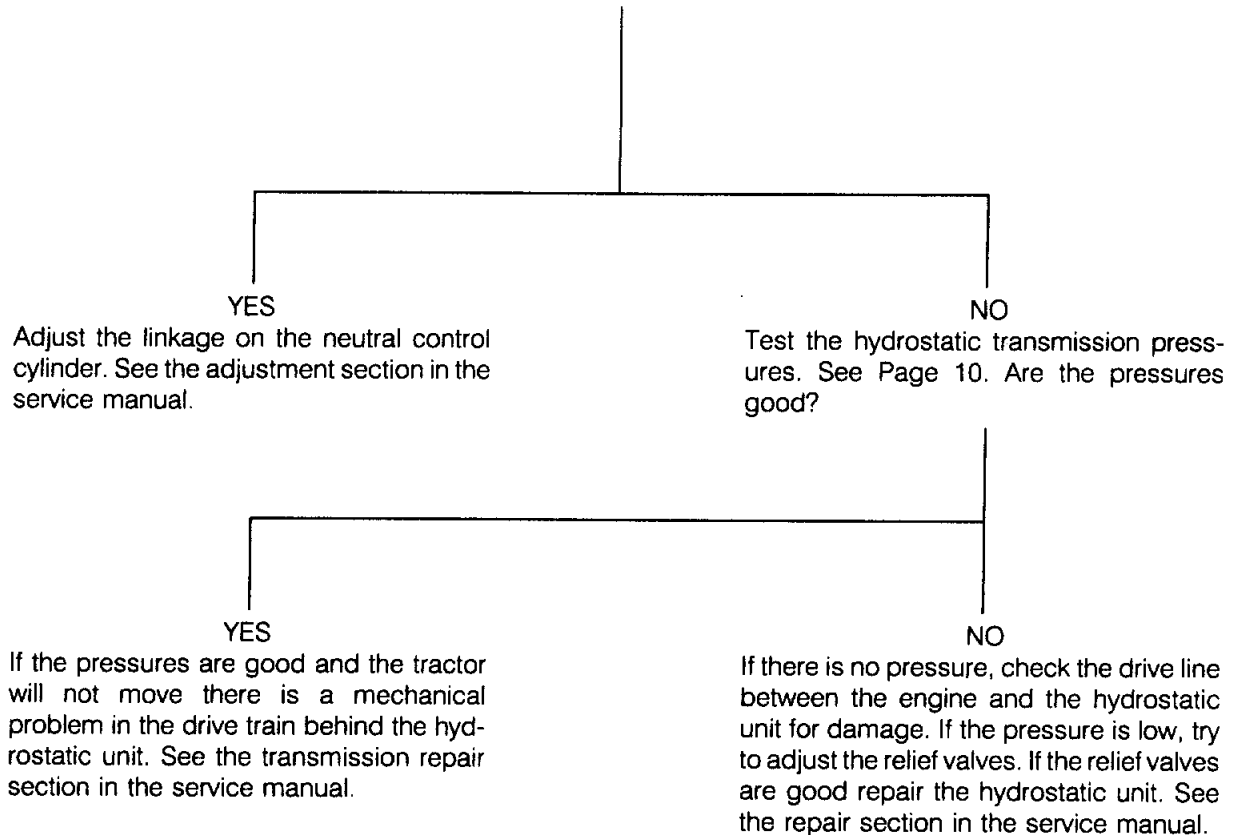 YES
Adjust the linkage on the neutral control
cylinder. See the adjustment section in the
service manual.
NO
Test the hydrostatic transmission press-
ures. See Page 10. Are the pressures
good?
YES
If the pressures are good and the tractor
will not move there is a mechanical
problem in the drive train behind the hyd-
rostatic unit. See the transmission repair
section in the service manual.
NO
If there is no pressure, check the drive line
between the engine and the hydrostatic
unit for damage. If the pressure is low, try
to adjust the relief valves. If the relief valves
are good repair the hydrostatic unit. See
the repair section in the service manual.